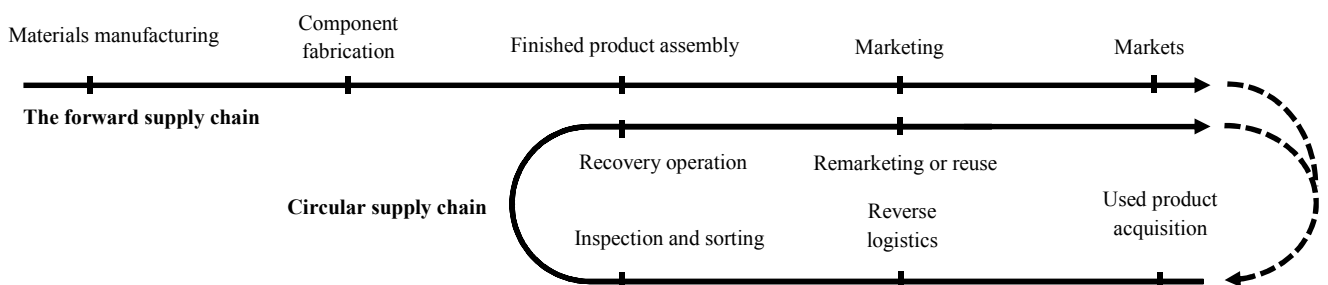 Materials manufacturing
Component
fabrication
Finished product assembly
Marketing
Markets
The forward supply chain
Recovery operation
Remarketing or reuse
Circular supply chain
Inspection and sorting
Reverse
logistics
Used product
acquisition